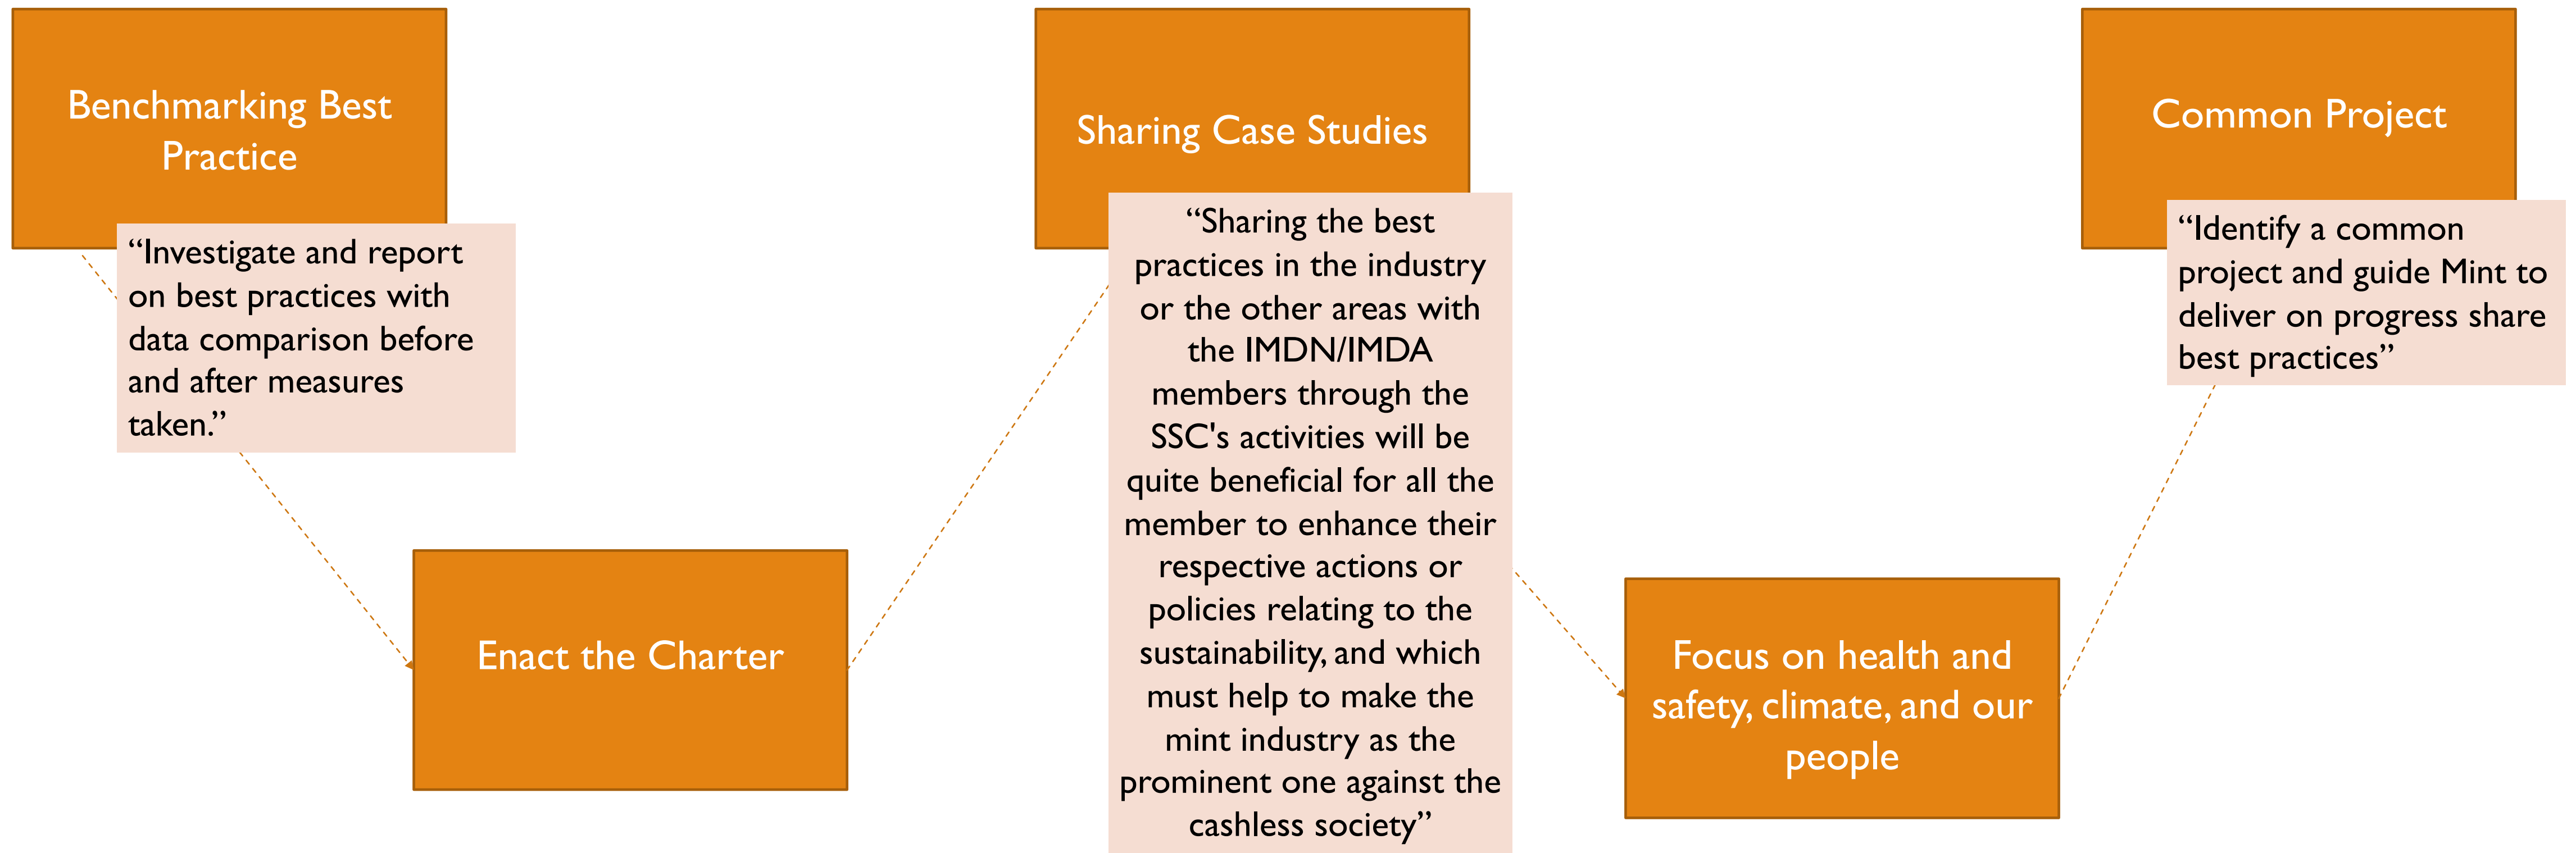 Benchmarking Best
Practice
“Investigate and report
on best practices with
data comparison before
and after measures
taken.”
Enact the Charter
Sharing Case Studies
“Sharing the best
practices in the industry
or the other areas with
the IMDN/IMDA
members through the
SSC's activities will be
quite beneficial for all the
member to enhance their
respective actions or
policies relating to the
sustainability, and which
must help to make the
mint industry as the
prominent one against the
cashless society”
Focus on health and
safety, climate, and our
people
Common Project
“Identify a common
project and guide Mint to
deliver on progress share
best practices”